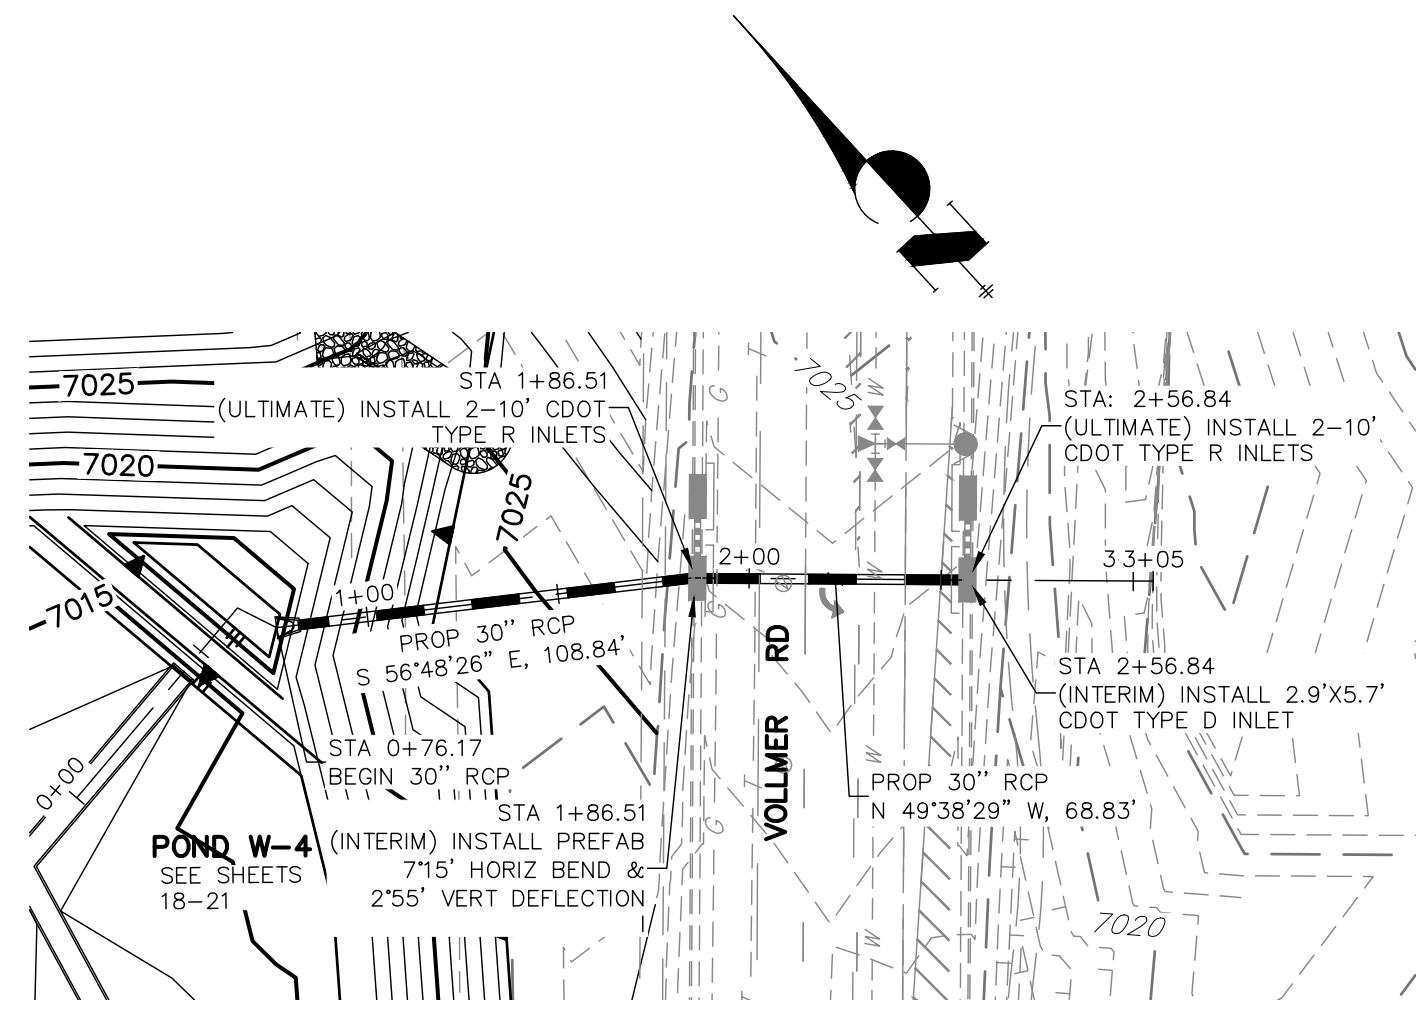 STA 1+86.51
(ULTIMATE) INSTALL 2-10' CDOT
TYPE R INLETS
STA: 2+56.84
(ULTIMATE) INSTALL 2-10'
CDOT TYPE R INLETS
7025
7020
7025
7025
7015
1+00
2+00
3
3+05
PROP 30'' RCP
S 56°48'26" E, 108.84'
STA 2+56.84
(INTERIM) INSTALL 2.9'X5.7'
CDOT TYPE D INLET
VOLLMER RD
STA 0+76.17
BEGIN 30'' RCP
0+00
PROP 30'' RCP
N 49°38'29" W, 68.83'
STA 1+86.51
(INTERIM) INSTALL PREFAB
7°15' HORIZ BEND &
2°55' VERT DEFLECTION
POND W-4
SEE SHEETS
18-21
7020
G
G
G
G
T
T
W
W
W
W